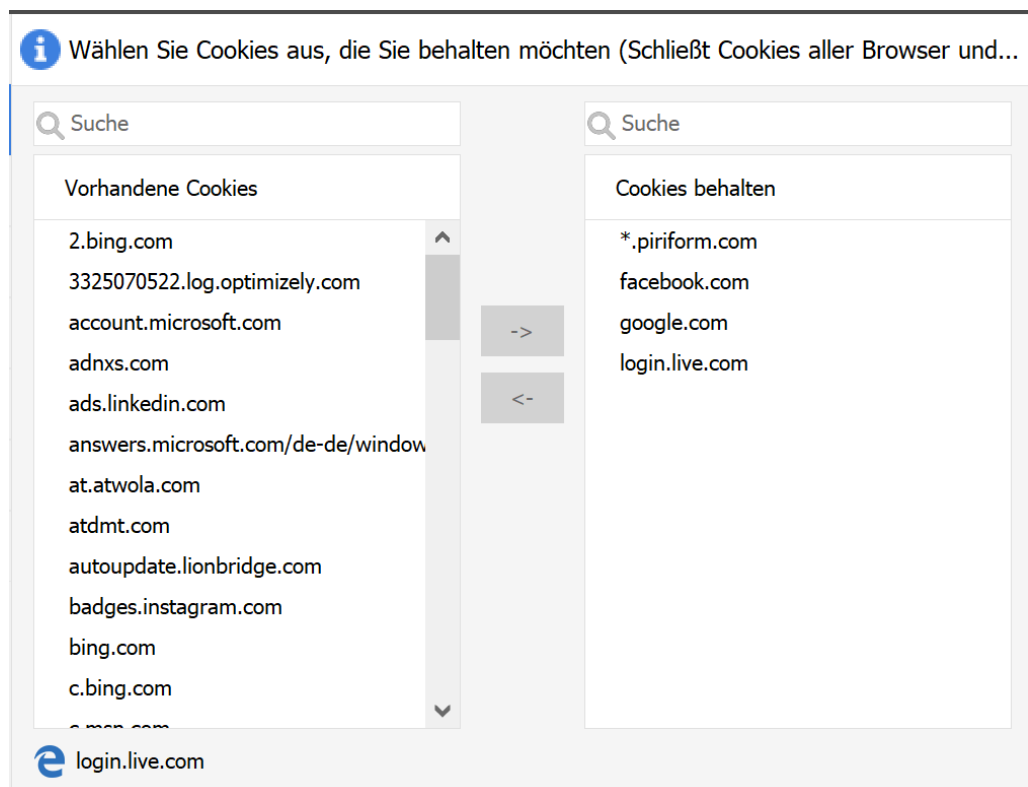 Wählen Sie Cookies aus, die Sie behalten möchten (Schließt Cookies aller Browser und...
Suche
Suche
Vorhandene Cookies
2.bing.com
3325070522.log.optimizely.com
account.microsoft.com
adnxs.com
ads.linkedin.com
answers.microsoft.com/de-de/window
at.atwola.com
atdmt.com
autoupdate.lionbridge.com
badges.instagram.com
bing.com
c.bing.com
c.msn.com
->
<-
Cookies behalten
*.piriform.com
facebook.com
google.com
login.live.com
login.live.com